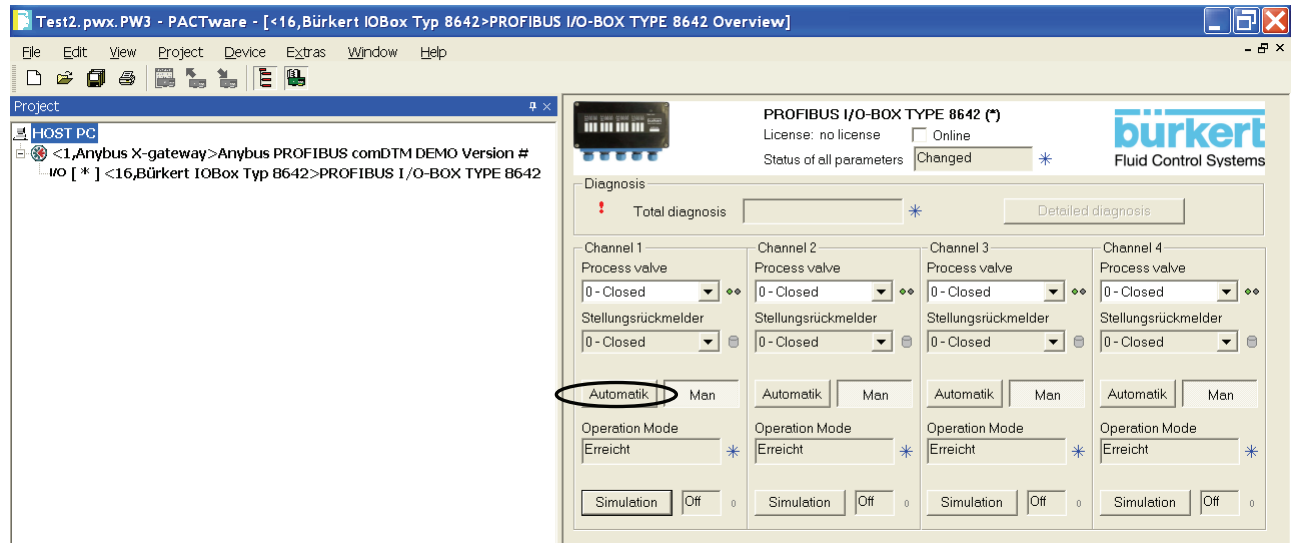 Test2.pwx.PW3 - PACTware - [<16,Bürkert IOBox Typ 8642>PROFIBUS I/O-BOX TYPE 8642 Overview]
File Edit View Project Device Extras Window Help
Project
HOST PC
<1,Anybus X-gateway>Anybus PROFIBUS comDTM DEMO Version #
I/O [ * ] <16,Bürkert IOBox Typ 8642>PROFIBUS I/O-BOX TYPE 8642
PROFIBUS I/O-BOX TYPE 8642 (*)
License: no license Online
Status of all parameters Changed
bürkert
Fluid Control Systems
Diagnosis
! Total diagnosis Detailed diagnosis
Channel 1 Channel 2 Channel 3 Channel 4
Process valve Process valve Process valve Process valve
0 - Closed 0 - Closed 0 - Closed 0 - Closed
Stellungsrückmelder Stellungsrückmelder Stellungsrückmelder Stellungsrückmelder
0 - Closed 0 - Closed 0 - Closed 0 - Closed
Automatik Man Automatik Man Automatik Man Automatik Man
Operation Mode Operation Mode Operation Mode Operation Mode
Erreicht Erreicht Erreicht Erreicht
Simulation Off 0 Simulation Off 0 Simulation Off 0 Simulation Off 0